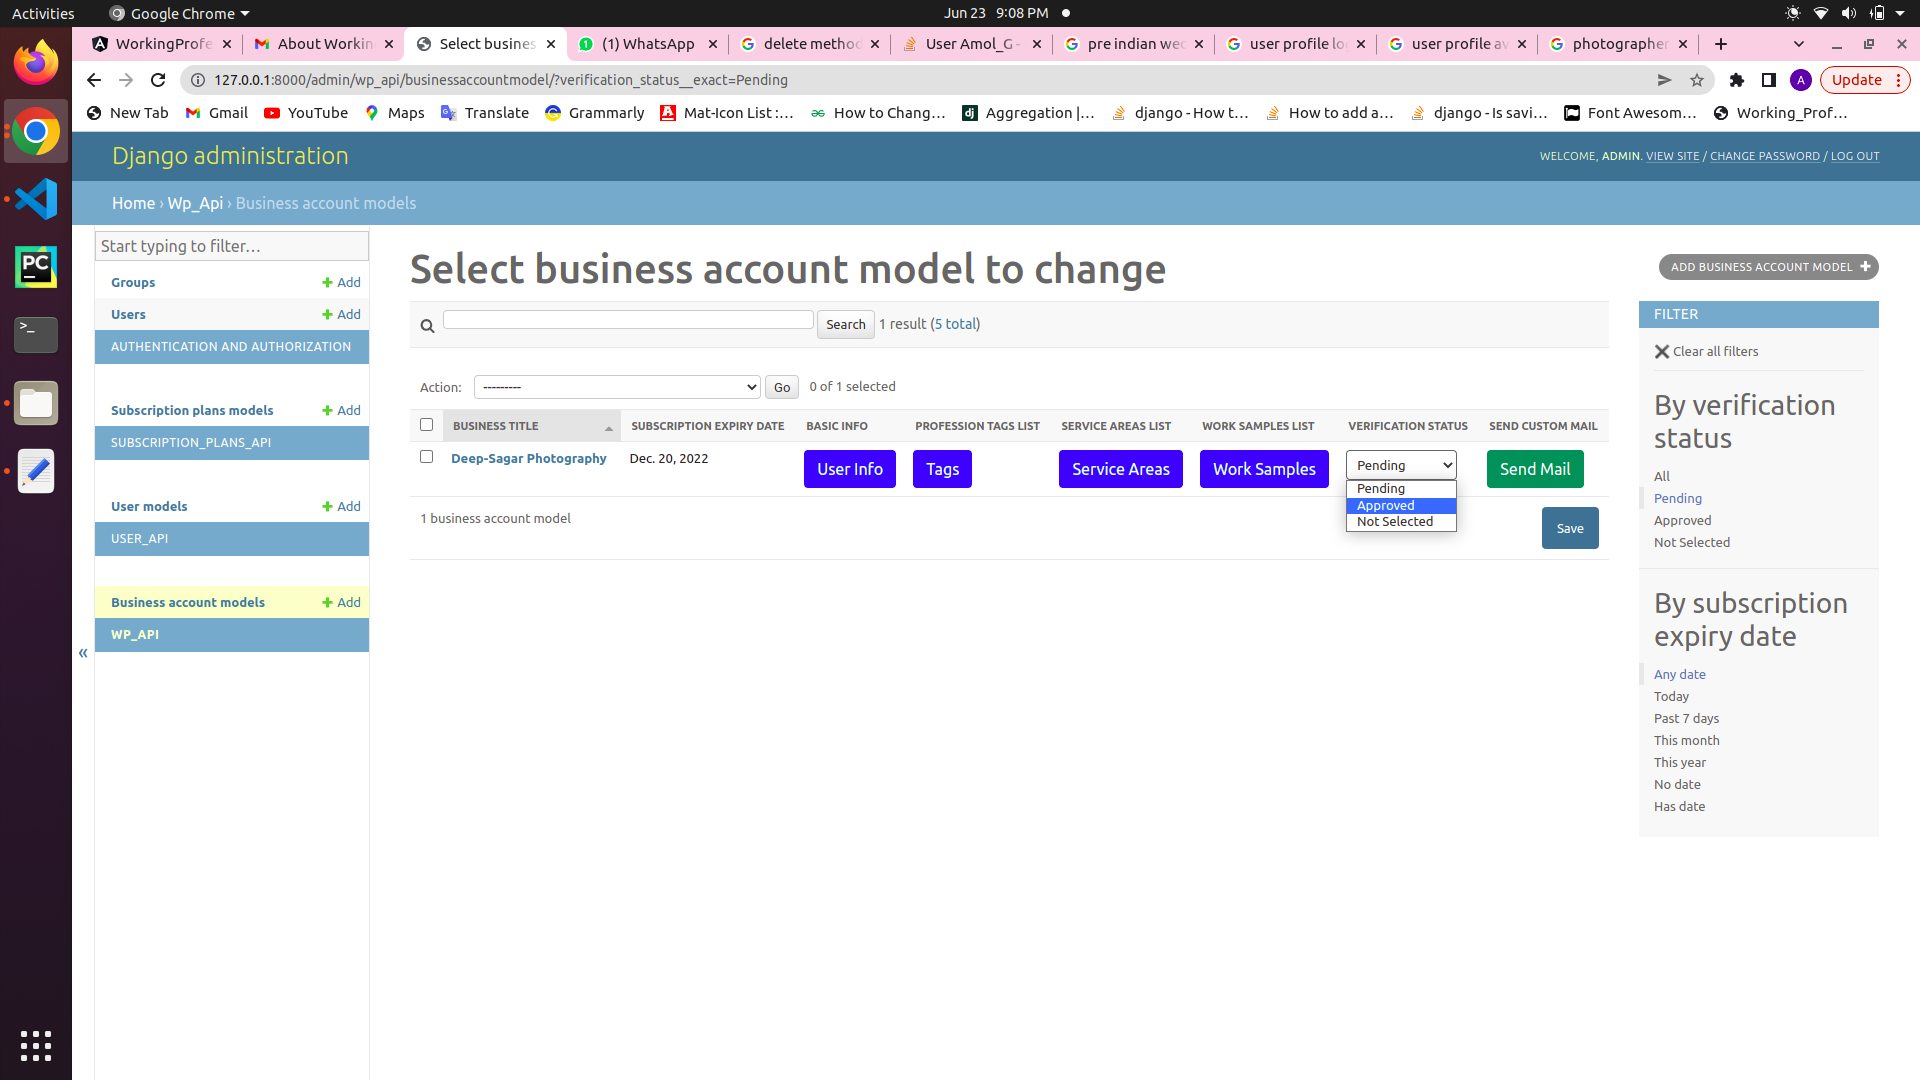 Activities
Google Chrome
Jun 23 9:08 PM
WorkingProfe
About Workin
Select busines
(1) WhatsApp
delete metho
User Amol_G -
pre indian wed
user profile lo
user profile av
photographer
127.0.0.1:8000/admin/wp_api/businessaccountmodel/?verification_status__exact=Pending
A
Update
New Tab
Gmail
YouTube
Maps
Translate
Grammarly
Mat-Icon List :…
How to Chang…
Aggregation |…
django - How t…
How to add a…
django - Is savi…
Font Awesom…
Working_Prof…
Django administration
WELCOME, ADMIN. VIEW SITE / CHANGE PASSWORD / LOG OUT
Home › Wp_Api › Business account models
Start typing to filter…
Groups
+ Add
Users
+ Add
AUTHENTICATION AND AUTHORIZATION
Subscription plans models
+ Add
SUBSCRIPTION_PLANS_API
User models
+ Add
USER_API
Business account models
+ Add
WP_API
«
Select business account model to change
ADD BUSINESS ACCOUNT MODEL +
Search
1 result (5 total)
Action:
---------
Go
0 of 1 selected
BUSINESS TITLE
SUBSCRIPTION EXPIRY DATE
BASIC INFO
PROFESSION TAGS LIST
SERVICE AREAS LIST
WORK SAMPLES LIST
VERIFICATION STATUS
SEND CUSTOM MAIL
Deep-Sagar Photography
Dec. 20, 2022
User Info
Tags
Service Areas
Work Samples
Pending
Send Mail
Pending
Approved
Not Selected
1 business account model
Save
FILTER
Clear all filters
By verification
status
All
Pending
Approved
Not Selected
By subscription
expiry date
Any date
Today
Past 7 days
This month
This year
No date
Has date